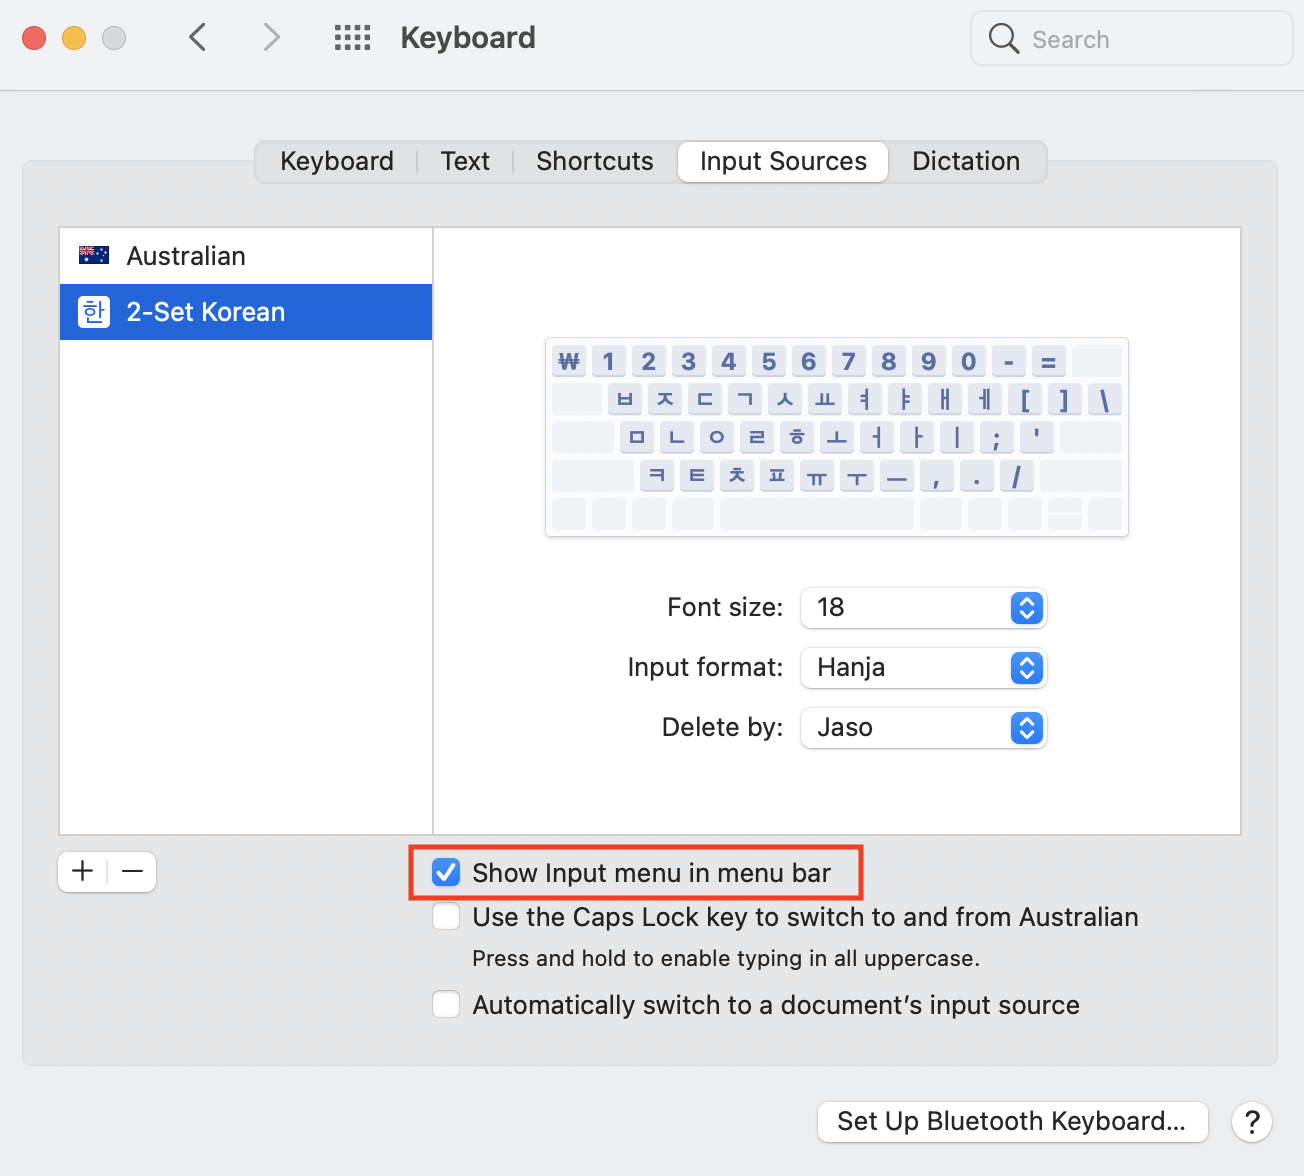 Keyboard
Search
Keyboard Text Shortcuts Input Sources Dictation
Australian
한 2-Set Korean
₩ 1 2 3 4 5 6 7 8 9 0 - =
ㅂ ㅈ ㄷ ㄱ ㅅ ㅛ ㅕ ㅑ ㅐ ㅔ [ ] \
ㅁ ㄴ ㅇ ㄹ ㅎ ㅗ ㅓ ㅏ ㅣ ; '
ㅋ ㅌ ㅊ ㅍ ㅠ ㅜ ㅡ , . /
Font size: 18
Input format: Hanja
Delete by: Jaso
+ −
Show Input menu in menu bar
Use the Caps Lock key to switch to and from Australian
Press and hold to enable typing in all uppercase.
Automatically switch to a document’s input source
Set Up Bluetooth Keyboard... ?